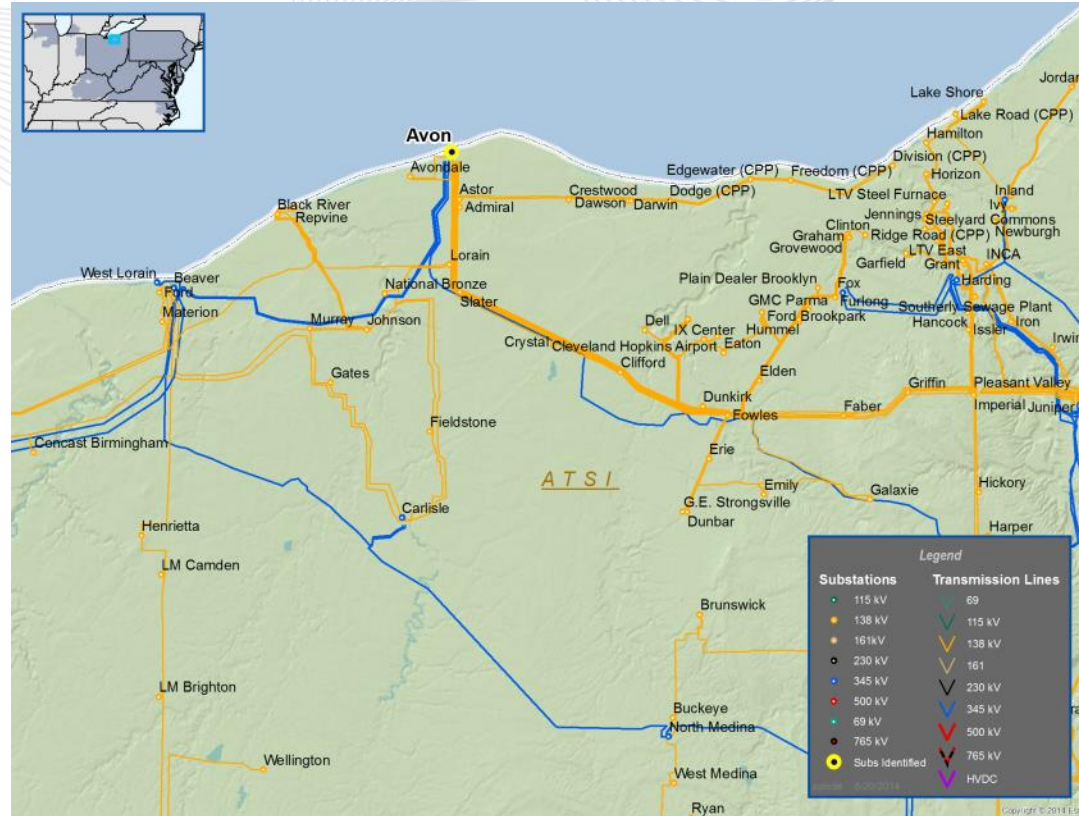 Jordan
Lake Shore
Lake Road (CPP)
Avon
Hamilton
Avondale
Edgewater (CPP)
Freedom (CPP)
Division (CPP)
Horizon
Astor
Crestwood
Dodge (CPP)
LTV Steel Furnace
Inland
Black River
Admiral
Dawson
Darwin
Ivy
Repvine
Jennings
Steelyard Commons
Clinton
Newburgh
Graham
Ridge Road (CPP)
Grovewood
LTV East
INCA
Lorain
Garfield
Grant
West Lorain
Beaver
National Bronze
Plain Dealer Brooklyn
Harding
Ford
Fox
Slater
GMC Parma
Furlong
Southerly Sewage Plant
Materion
Murray
Johnson
Dell
IX Center
Ford Brookpark
Hancock
Iron
Hummel
Issler
Crystal
Cleveland Hopkins Airport
Eaton
Irwin
Clifford
Gates
Elden
Griffin
Pleasant Valley
Dunkirk
Imperial
Juniper
Fowles
Faber
Fieldstone
Concast Birmingham
Erie
ATSI
Emily
Hickory
G.E. Strongsville
Galaxie
Carlisle
Dunbar
Henrietta
Harper
LM Camden
Brunswick
LM Brighton
Buckeye
North Medina
Wellington
West Medina
Ryan
Legend
Substations
Transmission Lines
115 kV
69
138 kV
115 kV
161kV
138 kV
230 kV
161
345 kV
230 kV
500 kV
345 kV
69 kV
500 kV
765 kV
765 kV
Subs Identified
HVDC